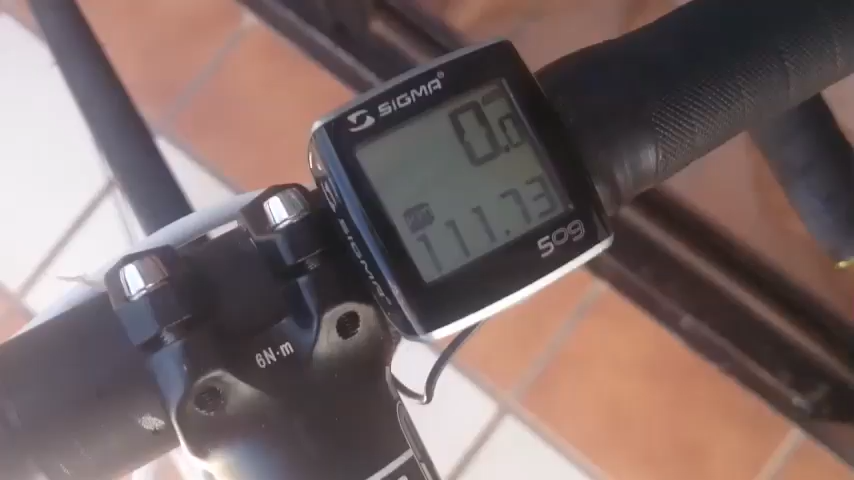 SIGMA
0.0
111.73
509
SIGMA
6N·m